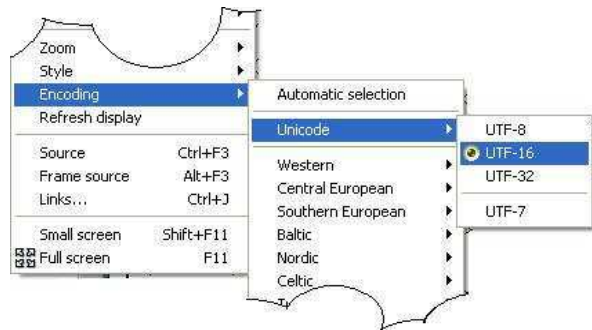 Zoom
Style
Encoding
Refresh display
Source Ctrl+F3
Frame source Alt+F3
Links... Ctrl+J
Small screen Shift+F11
Full screen F11
Automatic selection
Unicode
Western
Central European
Southern European
Baltic
Nordic
Celtic
UTF-8
UTF-16
UTF-32
UTF-7